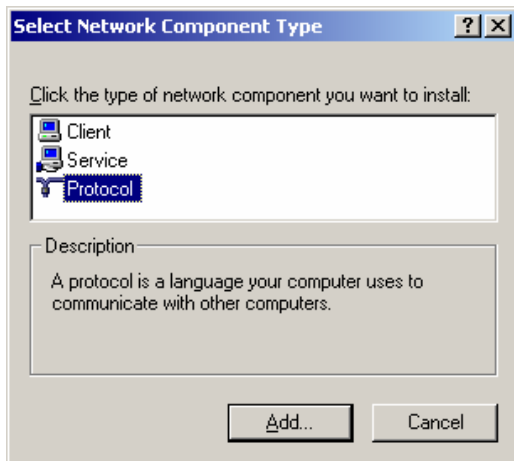 Select Network Component Type
Click the type of network component you want to install:
Client
Service
Protocol
Description
A protocol is a language your computer uses to
communicate with other computers.
Add...
Cancel